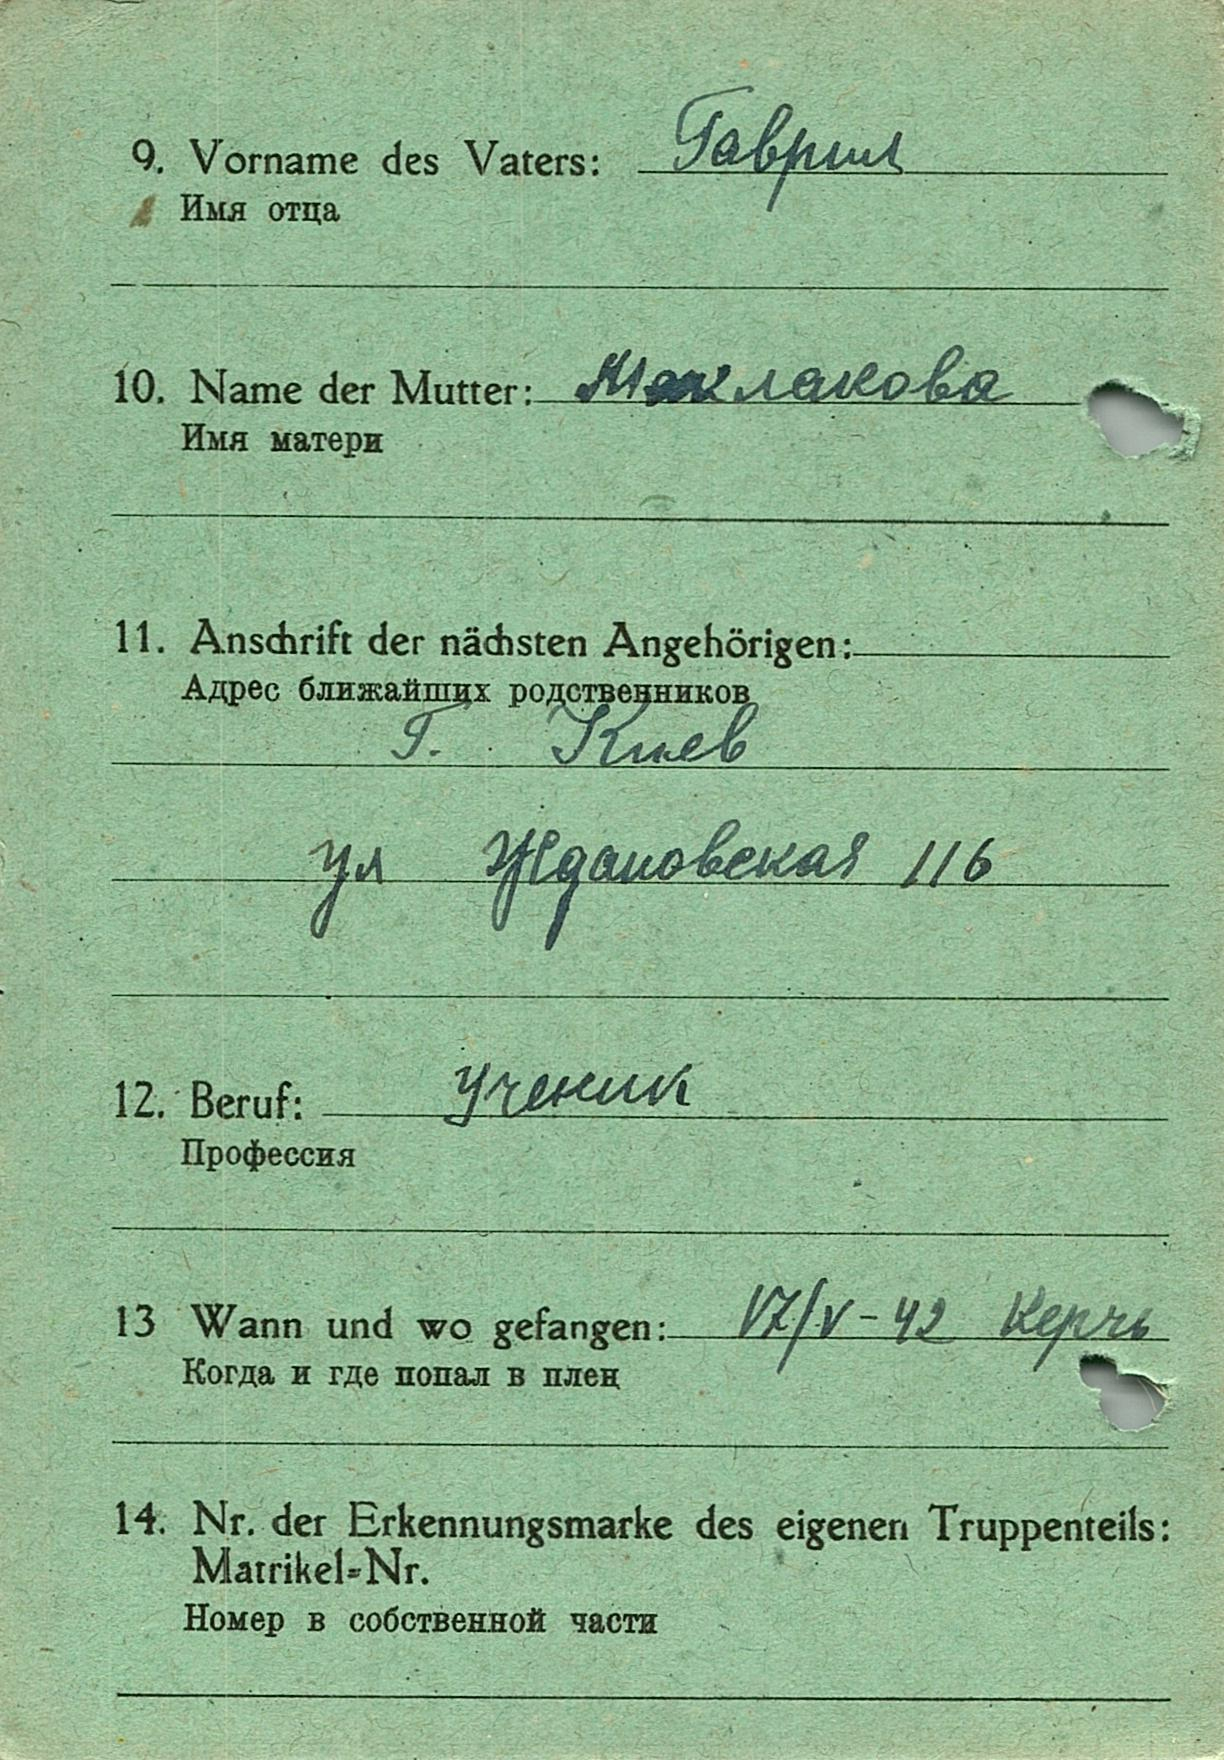 9. Vorname des Vaters: Гаврил
Имя отца
10. Name der Mutter: Маклакова
Имя матери
11. Anschrift der nächsten Angehörigen:
Адрес ближайших родственников
Г. Киев
ул Ждановская 116
12. Beruf: Ученик
Профессия
13 Wann und wo gefangen: 17/V-42 Керчь
Когда и где попал в плен
14. Nr. der Erkennungsmarke des eigenen Truppenteils:
Matrikel=Nr.
Номер в собственной части